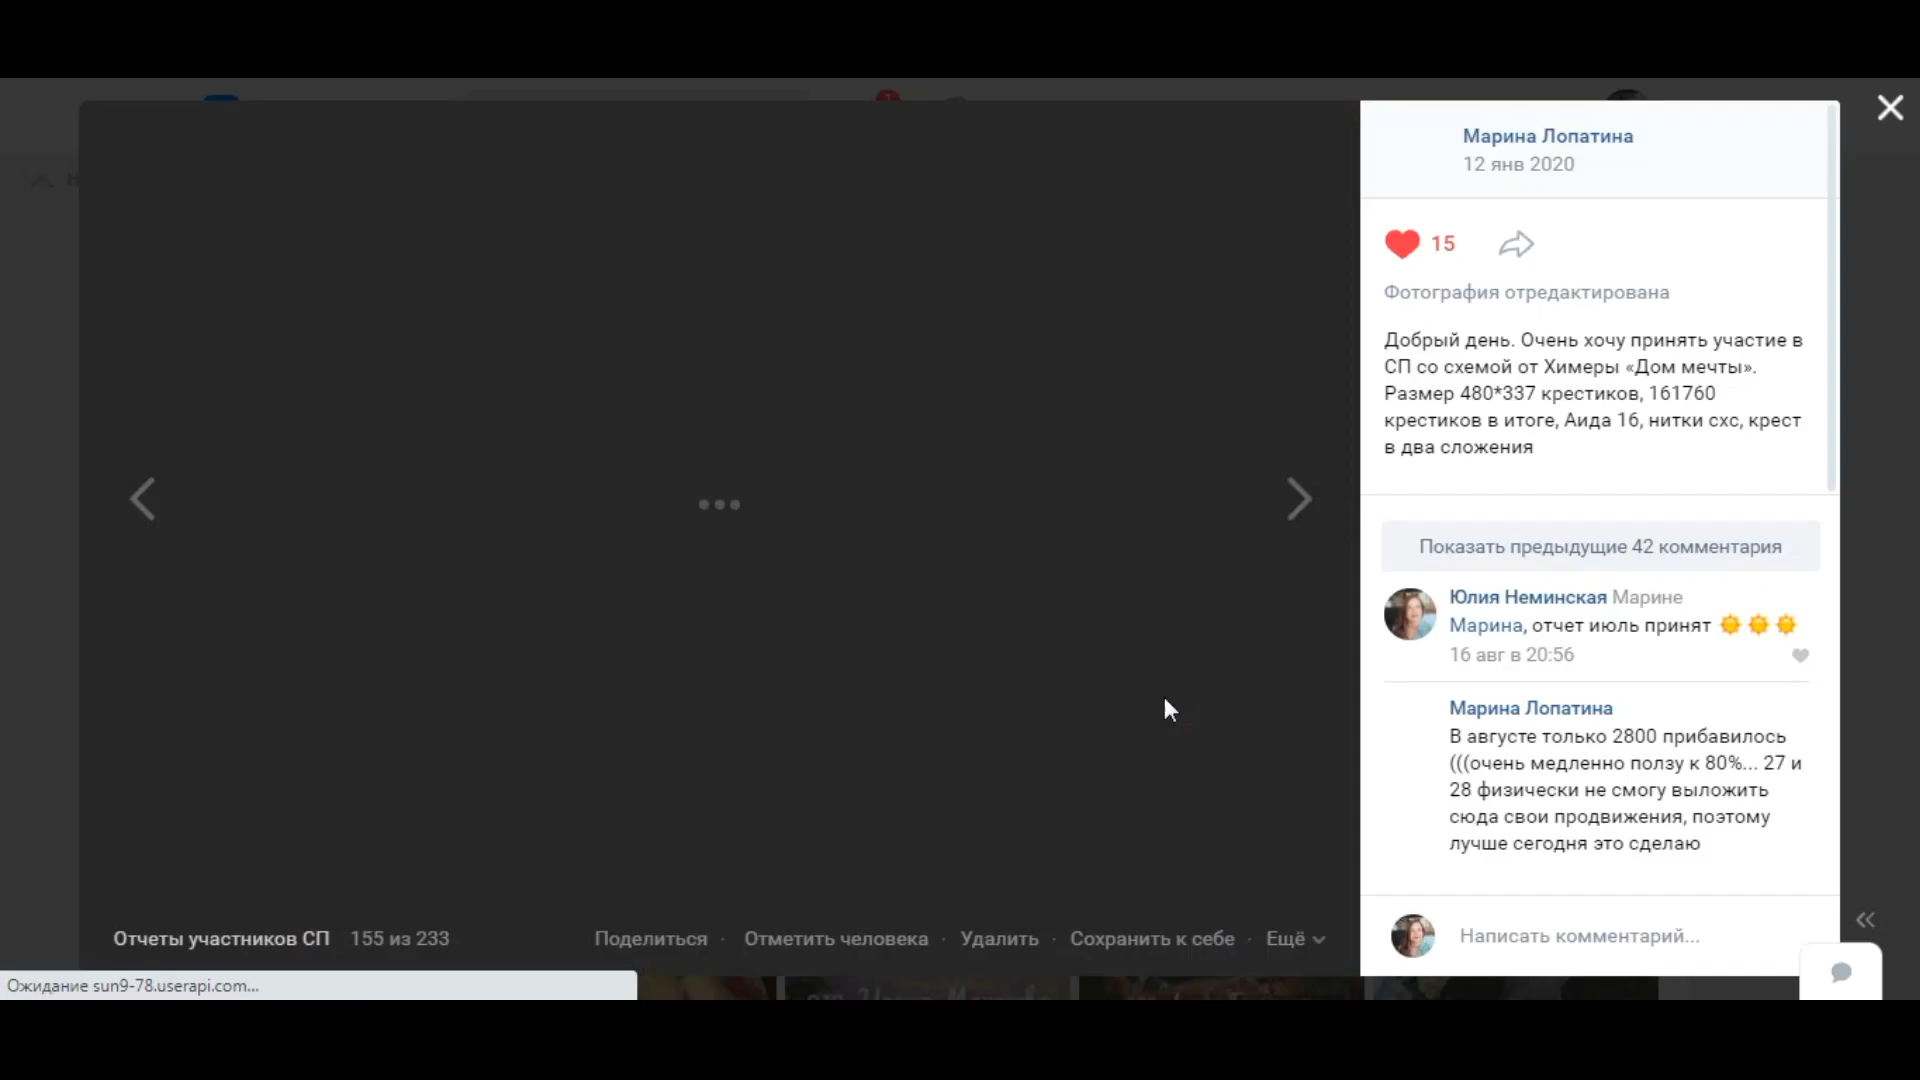 Марина Лопатина
12 янв 2020
15
Фотография отредактирована
Добрый день. Очень хочу принять участие в
СП со схемой от Химеры «Дом мечты».
Размер 480*337 крестиков, 161760
крестиков в итоге, Аида 16, нитки схс, крест
в два сложения
Показать предыдущие 42 комментария
Юлия Неминская Марине
Марина, отчет июль принят
16 авг в 20:56
Марина Лопатина
В августе только 2800 прибавилось
(((очень медленно ползу к 80%... 27 и
28 физически не смогу выложить
сюда свои продвижения, поэтому
лучше сегодня это сделаю
Написать комментарий...
Отчеты участников СП 155 из 233
Поделиться · Отметить человека · Удалить · Сохранить к себе · Ещё
Ожидание sun9-78.userapi.com...